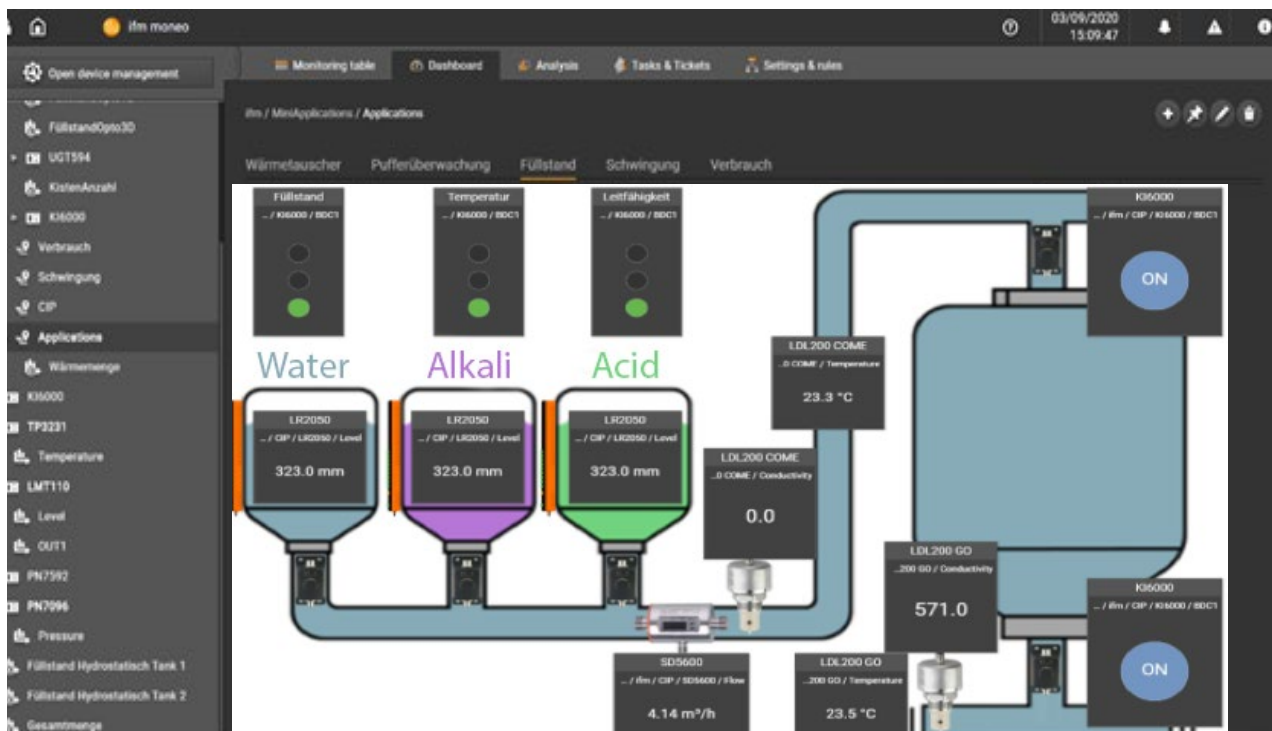 ifm moneo
03/09/2020
15:09:47
Open device management
Monitoring table
Dashboard
Analysis
Tasks & Tickets
Settings & rules
FüllstandOpto3D
UGT594
KistenAnzahl
KI6000
Verbrauch
Schwingung
CIP
Applications
Wärmemenge
KI6000
TP3231
Temperature
LMT110
Level
OUT1
PN7592
PN7096
Pressure
Füllstand Hydrostatisch Tank 1
Füllstand Hydrostatisch Tank 2
Gesamtmenge
ifm / MiniApplications / Applications
Wärmetauscher
Pufferüberwachung
Füllstand
Schwingung
Verbrauch
Füllstand
... / KI6000 / BDC1
Temperatur
... / KI6000 / BDC1
Leitfähigkeit
... / KI6000 / BDC1
KI6000
... / ifm / CIP / KI6000 / BDC1
ON
Water
Alkali
Acid
LR2050
... / CIP / LR2050 / Level
323.0 mm
LR2050
... / CIP / LR2050 / Level
323.0 mm
LR2050
... / CIP / LR2050 / Level
323.0 mm
LDL200 COME
...0 COME / Temperature
23.3 °C
LDL200 COME
...0 COME / Conductivity
0.0
LDL200 GO
...200 GO / Conductivity
571.0
KI6000
... / ifm / CIP / KI6000 / BDC1
ON
SD5600
... / ifm / CIP / SD5600 / Flow
4.14 m³/h
LDL200 GO
...200 GO / Temperature
23.5 °C